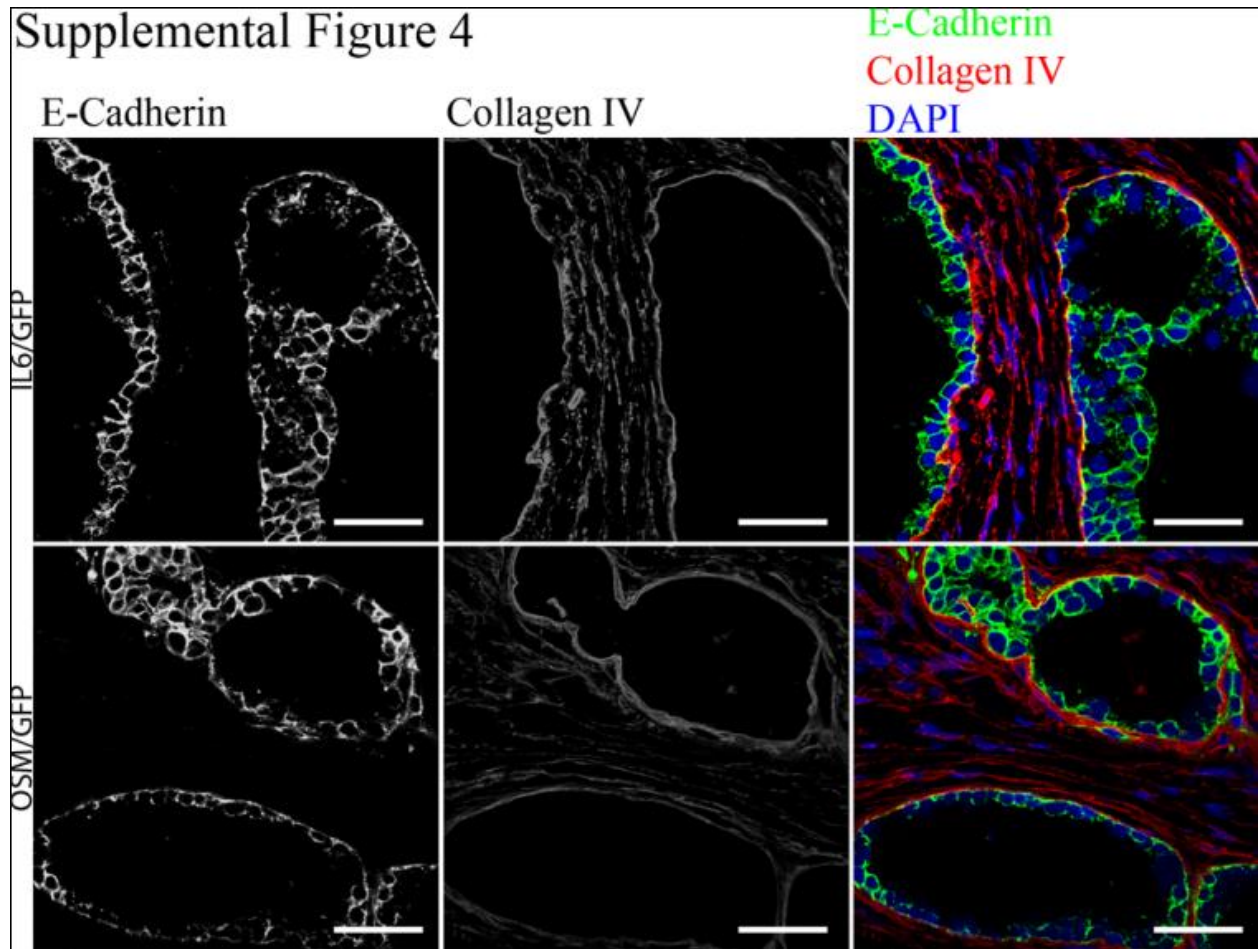 Supplemental Figure 4
E-Cadherin
Collagen IV
DAPI
E-Cadherin
Collagen IV
IL6/GFP
OSM/GFP